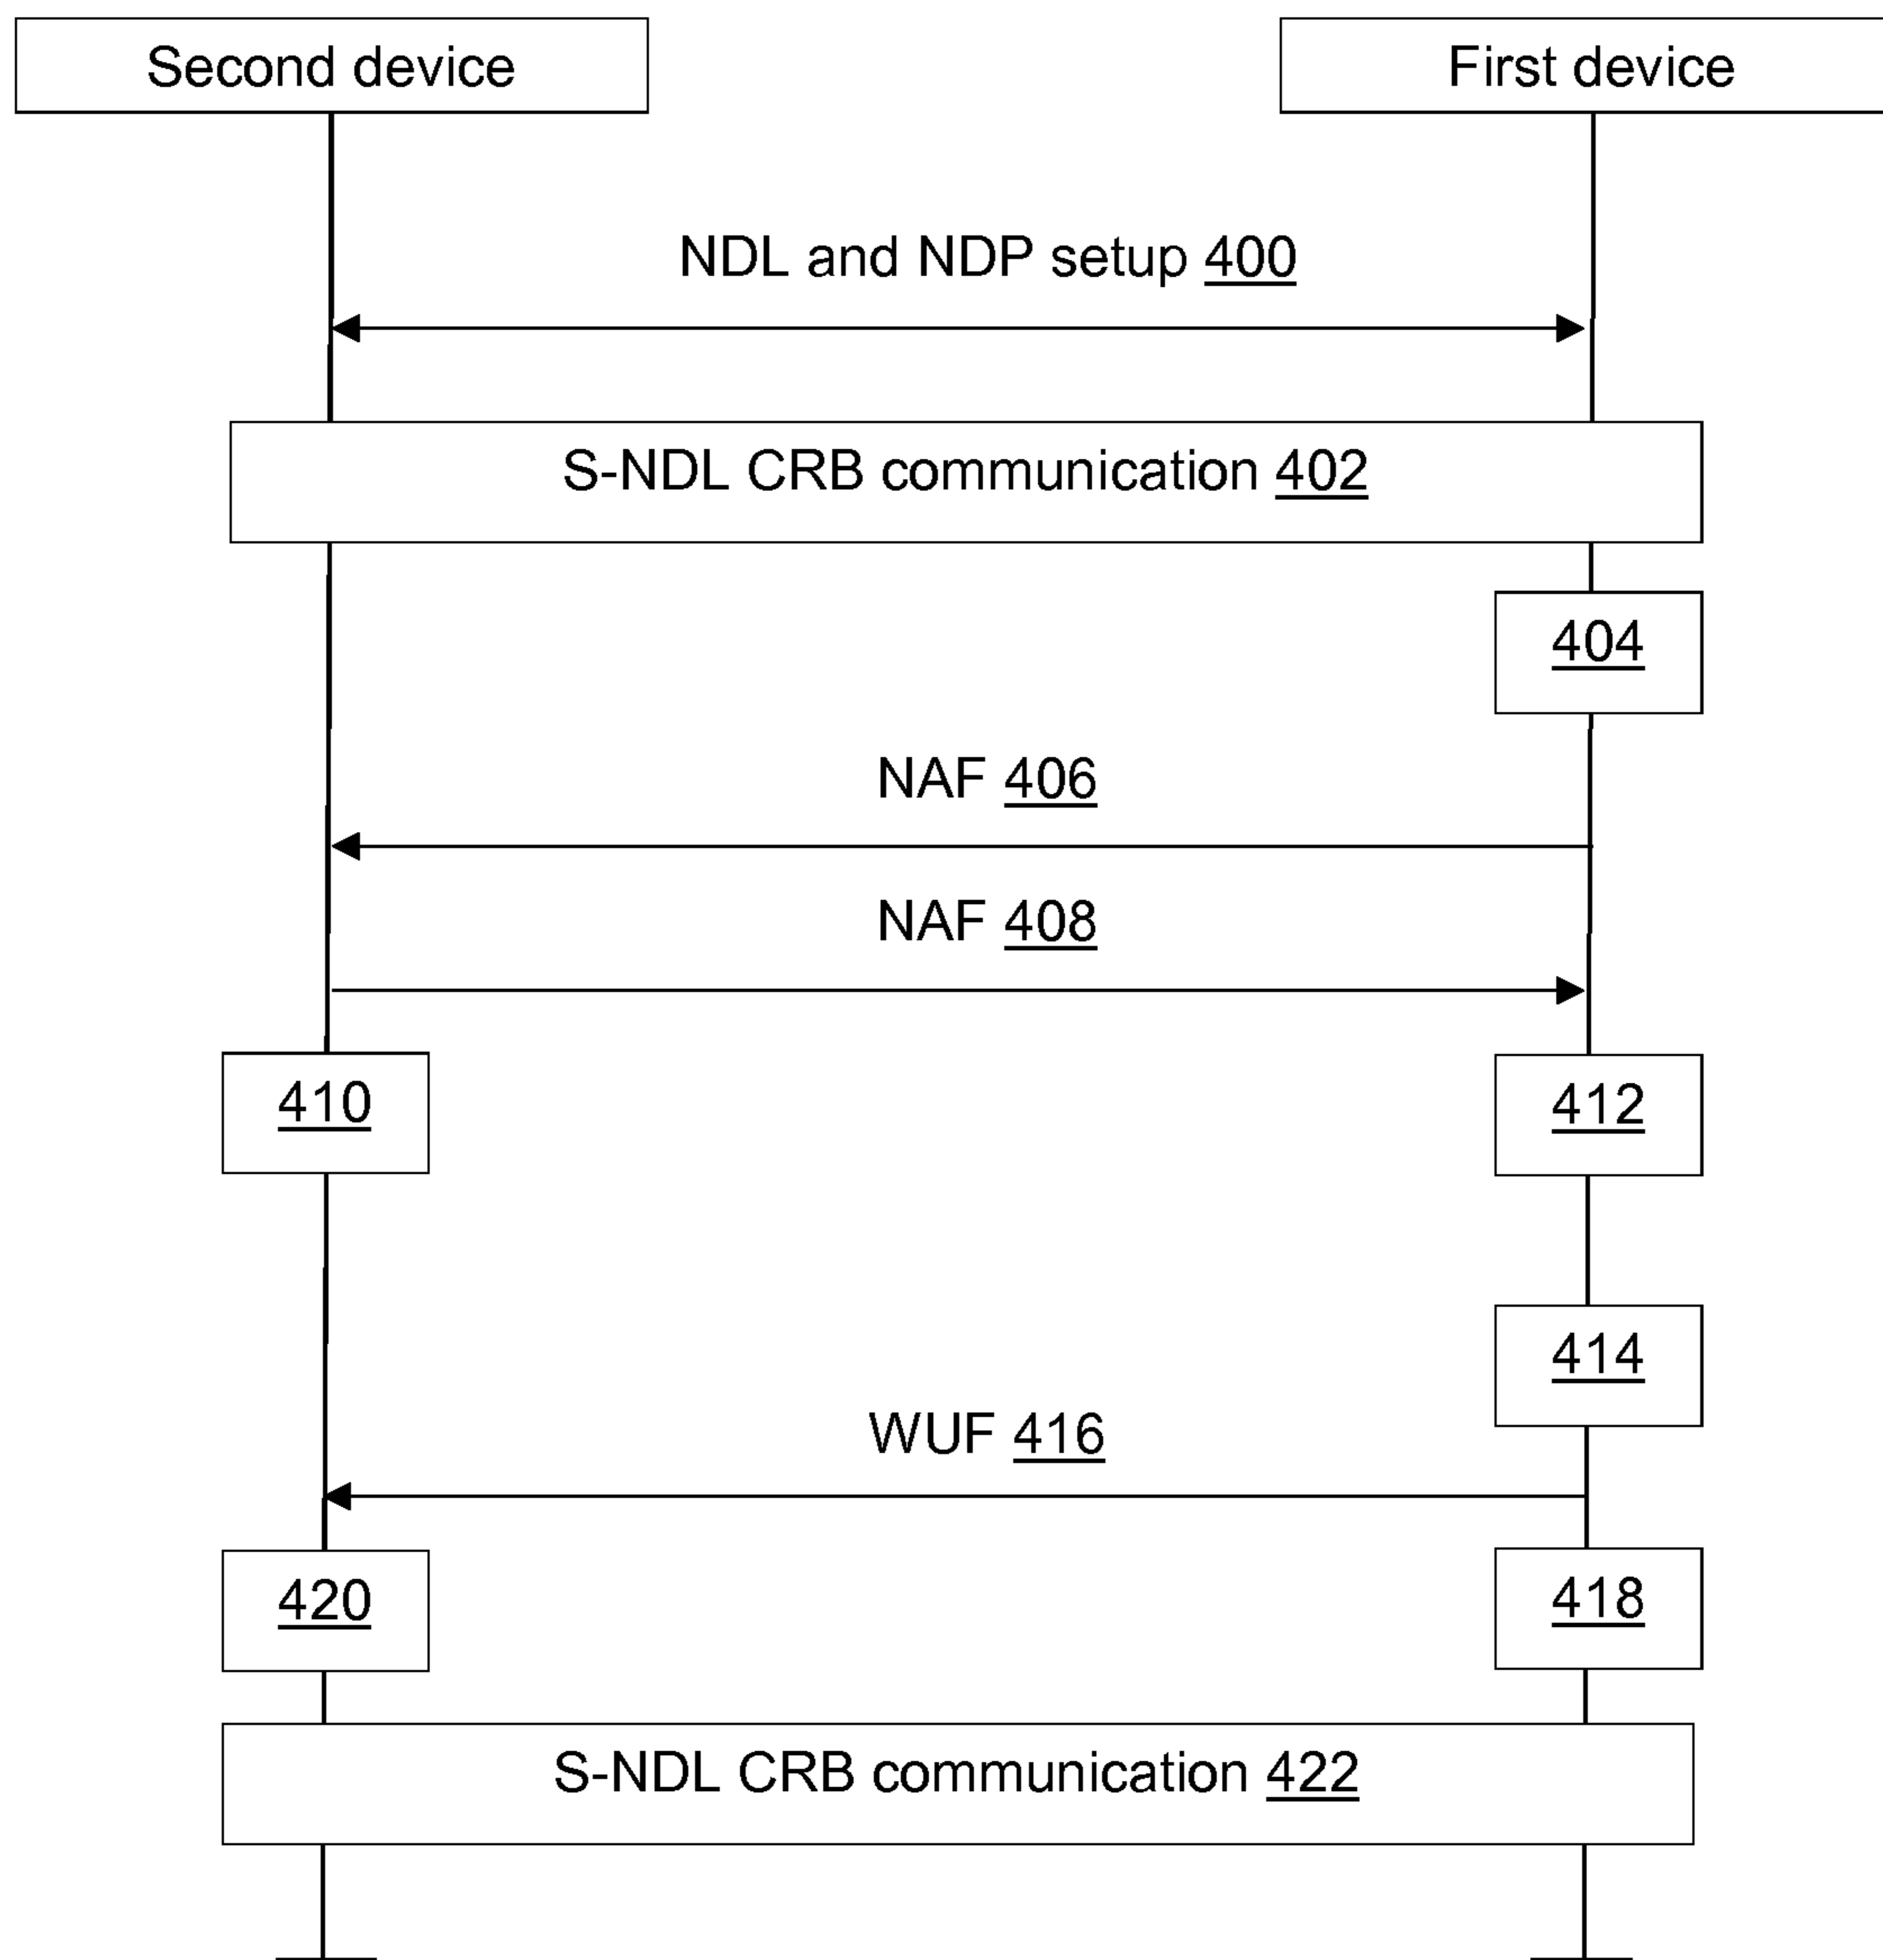 Second device
First device
NDL and NDP setup 400
S-NDL CRB communication 402
404
NAF 406
NAF 408
410
412
414
WUF 416
420
418
S-NDL CRB communication 422